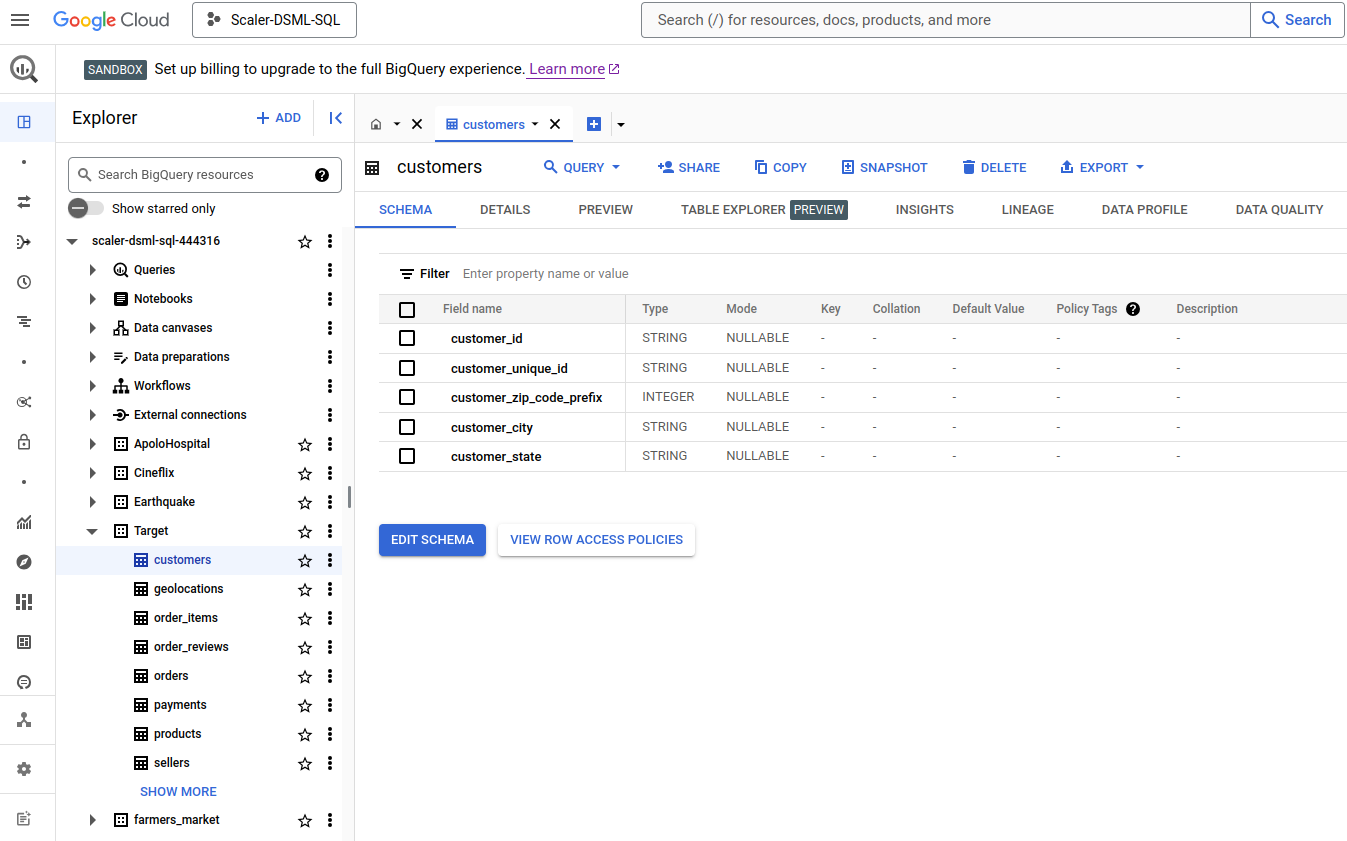 Google Cloud
Scaler-DSML-SQL
Search (/) for resources, docs, products, and more
Search
SANDBOX
Set up billing to upgrade to the full BigQuery experience. Learn more
Explorer
+ ADD
Search BigQuery resources
Show starred only
scaler-dsml-sql-444316
Queries
Notebooks
Data canvases
Data preparations
Workflows
External connections
ApoloHospital
Cineflix
Earthquake
Target
customers
geolocations
order_items
order_reviews
orders
payments
products
sellers
SHOW MORE
farmers_market
customers
customers
QUERY
SHARE
COPY
SNAPSHOT
DELETE
EXPORT
SCHEMA
DETAILS
PREVIEW
TABLE EXPLORER PREVIEW
INSIGHTS
LINEAGE
DATA PROFILE
DATA QUALITY
Filter Enter property name or value
Field name Type Mode Key Collation Default Value Policy Tags ? Description
customer_id STRING NULLABLE - - - - -
customer_unique_id STRING NULLABLE - - - - -
customer_zip_code_prefix INTEGER NULLABLE - - - - -
customer_city STRING NULLABLE - - - - -
customer_state STRING NULLABLE - - - - -
EDIT SCHEMA
VIEW ROW ACCESS POLICIES